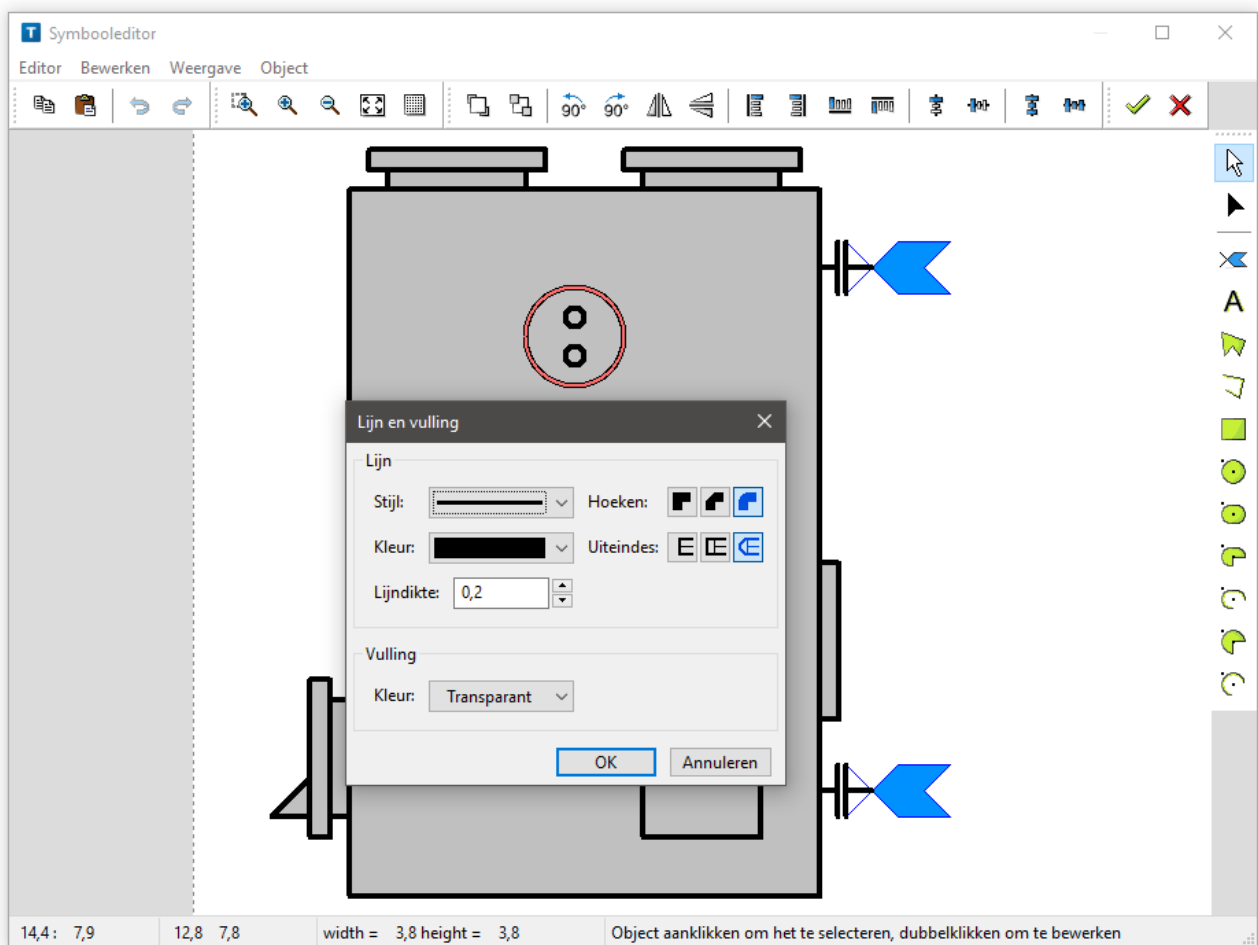 T Symbooleditor
Editor Bewerken Weergave Object
90° 90°
A
Lijn en vulling
Lijn
Stijl: Hoeken:
Kleur: Uiteindes:
Lijndikte: 0,2
Vulling
Kleur: Transparant
OK Annuleren
14,4 : 7,9 12,8 7,8 width = 3,8 height = 3,8 Object aanklikken om het te selecteren, dubbelklikken om te bewerken